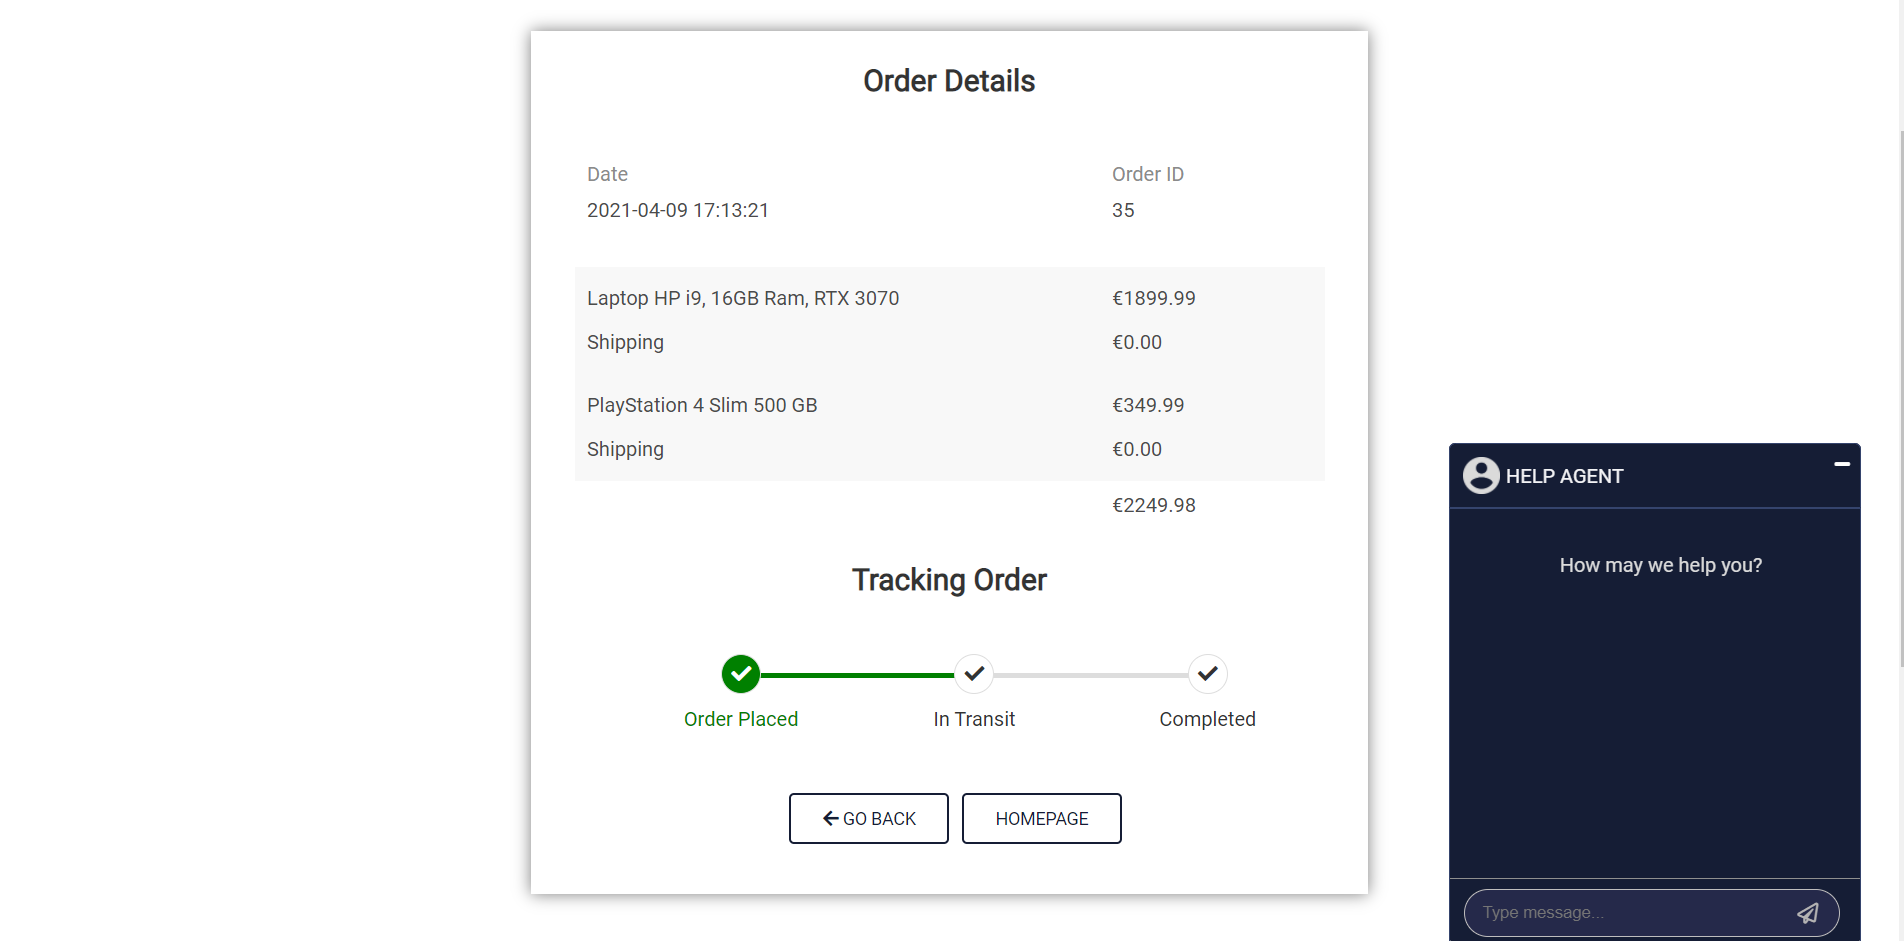 Order Details
Date Order ID
2021-04-09 17:13:21 35
Laptop HP i9, 16GB Ram, RTX 3070 €1899.99
Shipping €0.00
PlayStation 4 Slim 500 GB €349.99
Shipping €0.00
€2249.98
Tracking Order
Order Placed In Transit Completed
GO BACK HOMEPAGE
HELP AGENT
How may we help you?
Type message...